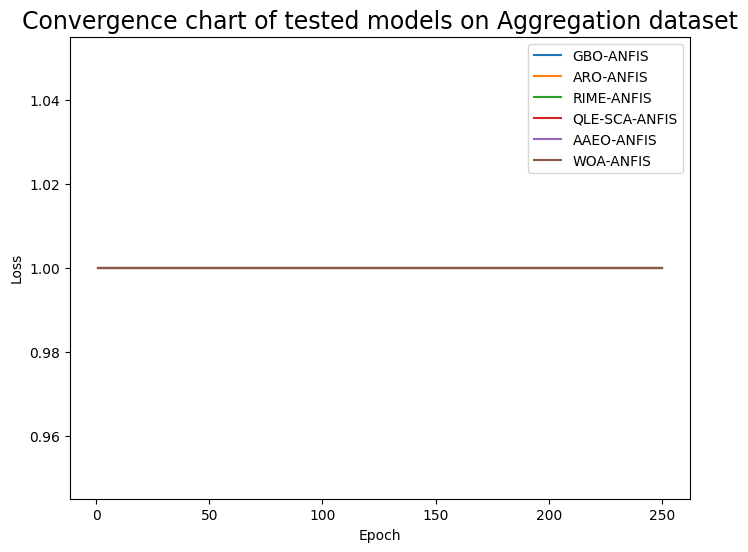 Convergence chart of tested models on Aggregation dataset
GBO-ANFIS
ARO-ANFIS
RIME-ANFIS
QLE-SCA-ANFIS
AAEO-ANFIS
WOA-ANFIS
1.04
1.02
1.00
0.98
0.96
Loss
0
50
100
150
200
250
Epoch